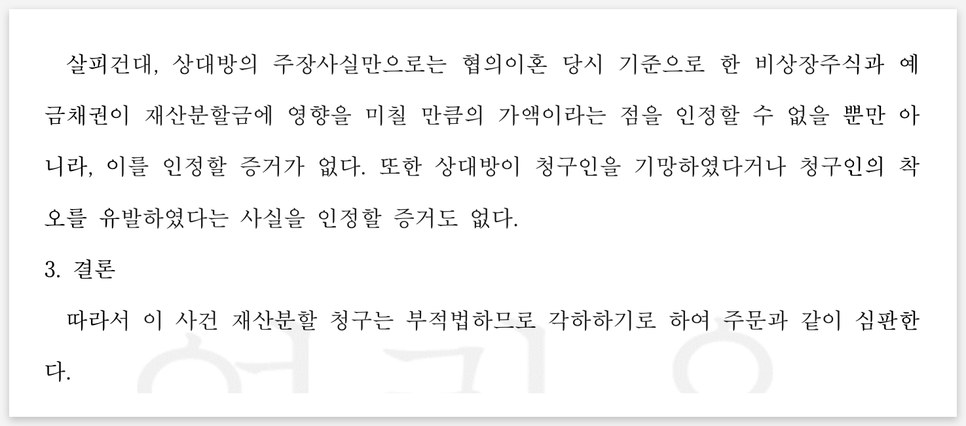 살피건대, 상대방의 주장사실만으로는 협의이혼 당시 기준으로 한 비상장주식과 예
금채권이 재산분할금에 영향을 미칠 만큼의 가액이라는 점을 인정할 수 없을 뿐만 아
니라, 이를 인정할 증거가 없다. 또한 상대방이 청구인을 기망하였다거나 청구인의 착
오를 유발하였다는 사실을 인정할 증거도 없다.
3. 결론
따라서 이 사건 재산분할 청구는 부적법하므로 각하하기로 하여 주문과 같이 심판한
다.